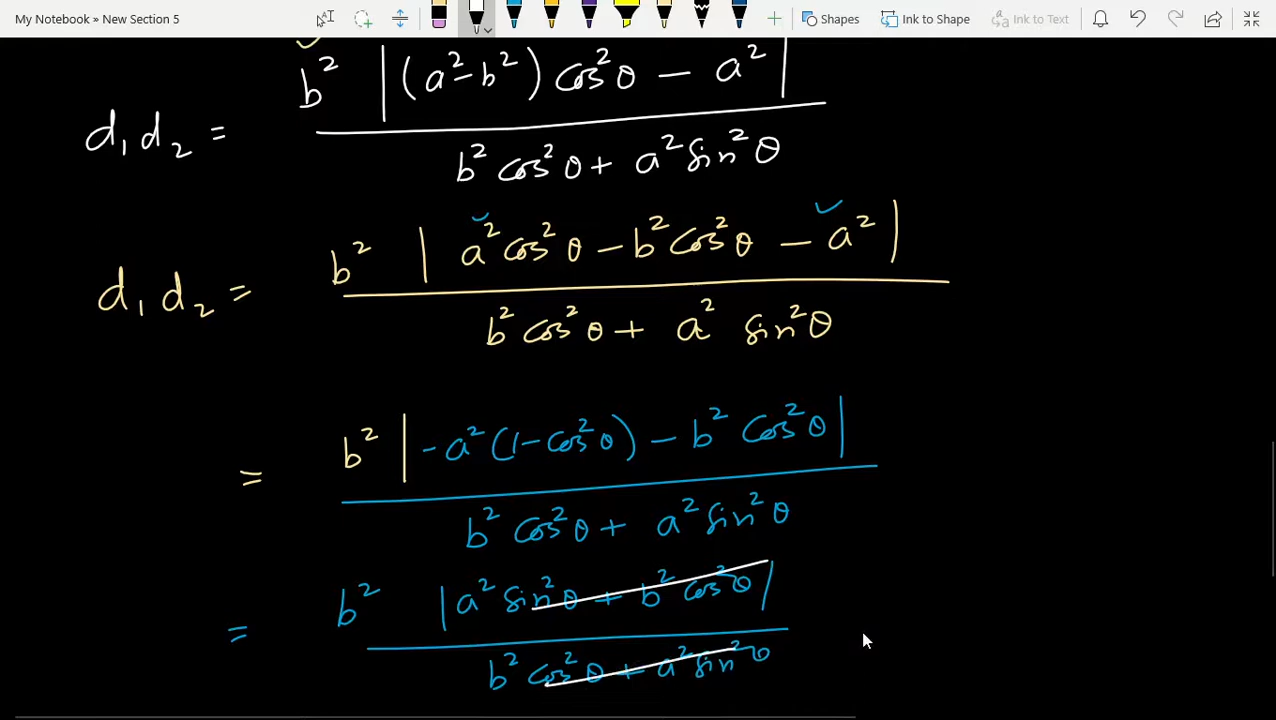 My Notebook » New Section 5
Shapes
Ink to Shape
Ink to Text
b² |(a²-b²) cos²θ - a²|
d₁d₂ =
b² cos²θ + a² sin²θ
b² | a² cos²θ - b² cos²θ - a² |
d₁d₂ =
b² cos²θ + a² sin²θ
b² | -a² (1-cos²θ) - b² cos²θ |
=
b² cos²θ + a² sin²θ
b² | a² sin²θ + b² cos²θ |
=
b² cos²θ + a² sin²θ